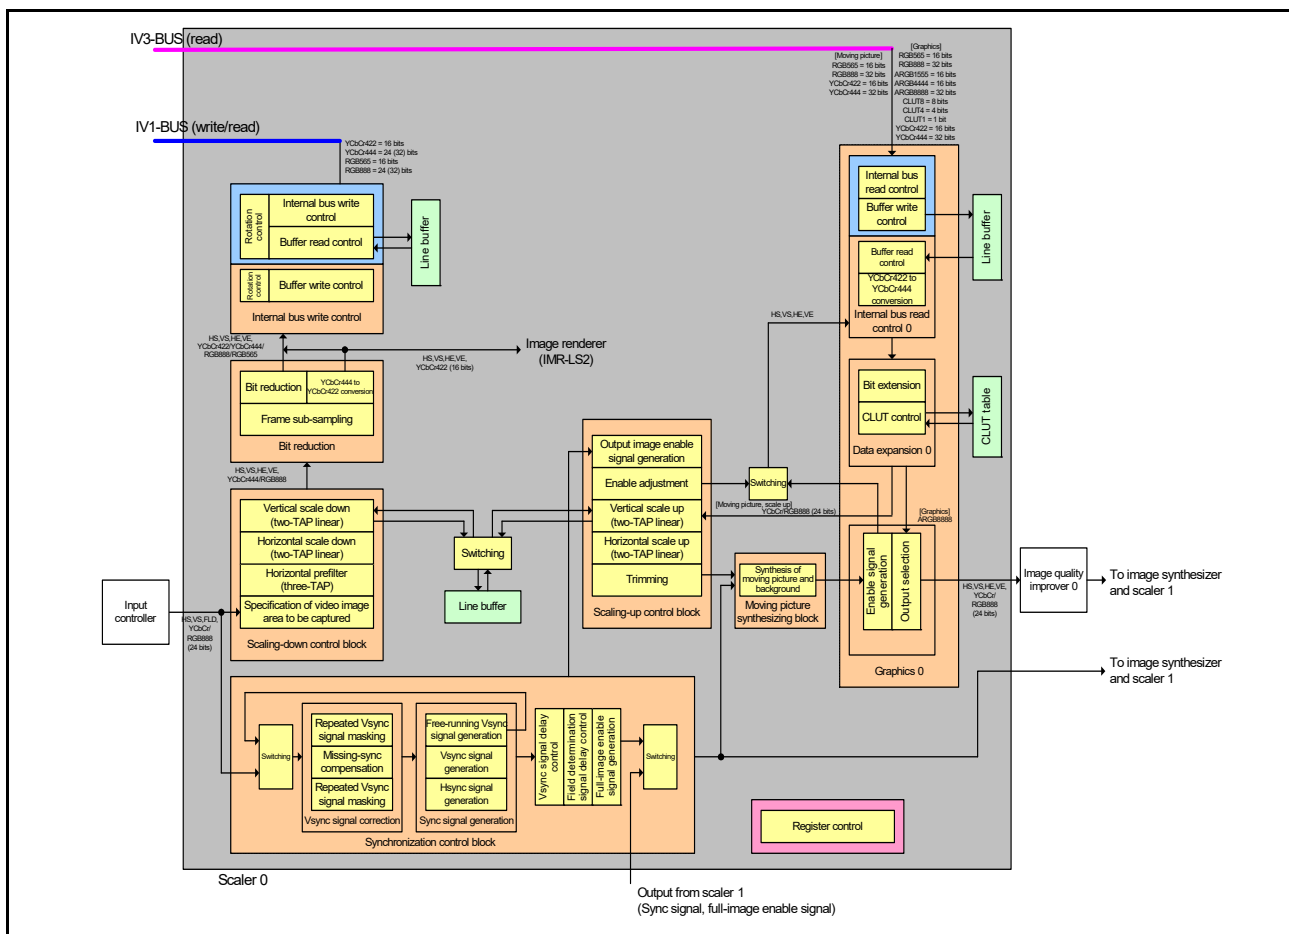 IV3-BUS (read)
[Moving picture]
RGB565 = 16 bits
RGB888 = 32 bits
YCbCr422 = 16 bits
YCbCr444 = 32 bits
[Graphics]
RGB565 = 16 bits
RGB888 = 32 bits
ARGB1555 = 16 bits
ARGB4444 = 16 bits
ARGB8888 = 32 bits
CLUT8 = 8 bits
CLUT4 = 4 bits
CLUT1 = 1 bit
YCbCr422 = 16 bits
YCbCr444 = 32 bits
IV1-BUS (write/read)
YCbCr422 = 16 bits
YCbCr444 = 24 (32) bits
RGB565 = 16 bits
RGB888 = 24 (32) bits
Rotation
control
Internal bus write
control
Buffer read control
Line buffer
Rotation
control
Buffer write control
Internal bus write control
HS,VS,HE,VE,
YCbCr422/YCbCr444/
RGB888/RGB565
HS,VS,HE,VE,
YCbCr422 (16 bits)
Image renderer
(IMR-LS2)
Bit reduction
YCbCr444 to
YCbCr422 conversion
Frame sub-sampling
Bit reduction
HS,VS,HE,VE,
YCbCr444/RGB888
Vertical scale down
(two-TAP linear)
Horizontal scale down
(two-TAP linear)
Horizontal prefilter
(three-TAP)
Specification of video image
area to be captured
Scaling-down control block
Input
controller
HS,VS,FLD,
YCbCr/
RGB888
(24 bits)
Switching
Line buffer
Output image enable
signal generation
Enable adjustment
Vertical scale up
(two-TAP linear)
Horizontal scale up
(two-TAP linear)
Trimming
Scaling-up control block
Switching
HS,VS,HE,VE
[Moving picture, scale up]
YCbCr/RGB888 (24 bits)
Synthesis of
moving picture and
background
Moving picture
synthesizing block
Internal bus
read control
Buffer write
control
Line buffer
Buffer read
control
YCbCr422 to
YCbCr444
conversion
Internal bus read
control 0
Bit extension
CLUT control
CLUT table
Data expansion 0
[Graphics]
ARGB8888
Enable signal
generation
Output selection
Graphics 0
HS,VS,HE,VE,
YCbCr/
RGB888
(24 bits)
Image quality
improver 0
To image synthesizer
and scaler 1
To image synthesizer
and scaler 1
Switching
Repeated Vsync
signal masking
Missing-sync
compensation
Repeated Vsync
signal masking
Vsync signal correction
Free-running Vsync
signal generation
Vsync signal
generation
Hsync signal
generation
Sync signal generation
Vsync signal delay
control
Field determination
signal delay control
Full-image enable
signal generation
Switching
Synchronization control block
Register control
Scaler 0
Output from scaler 1
(Sync signal, full-image enable signal)